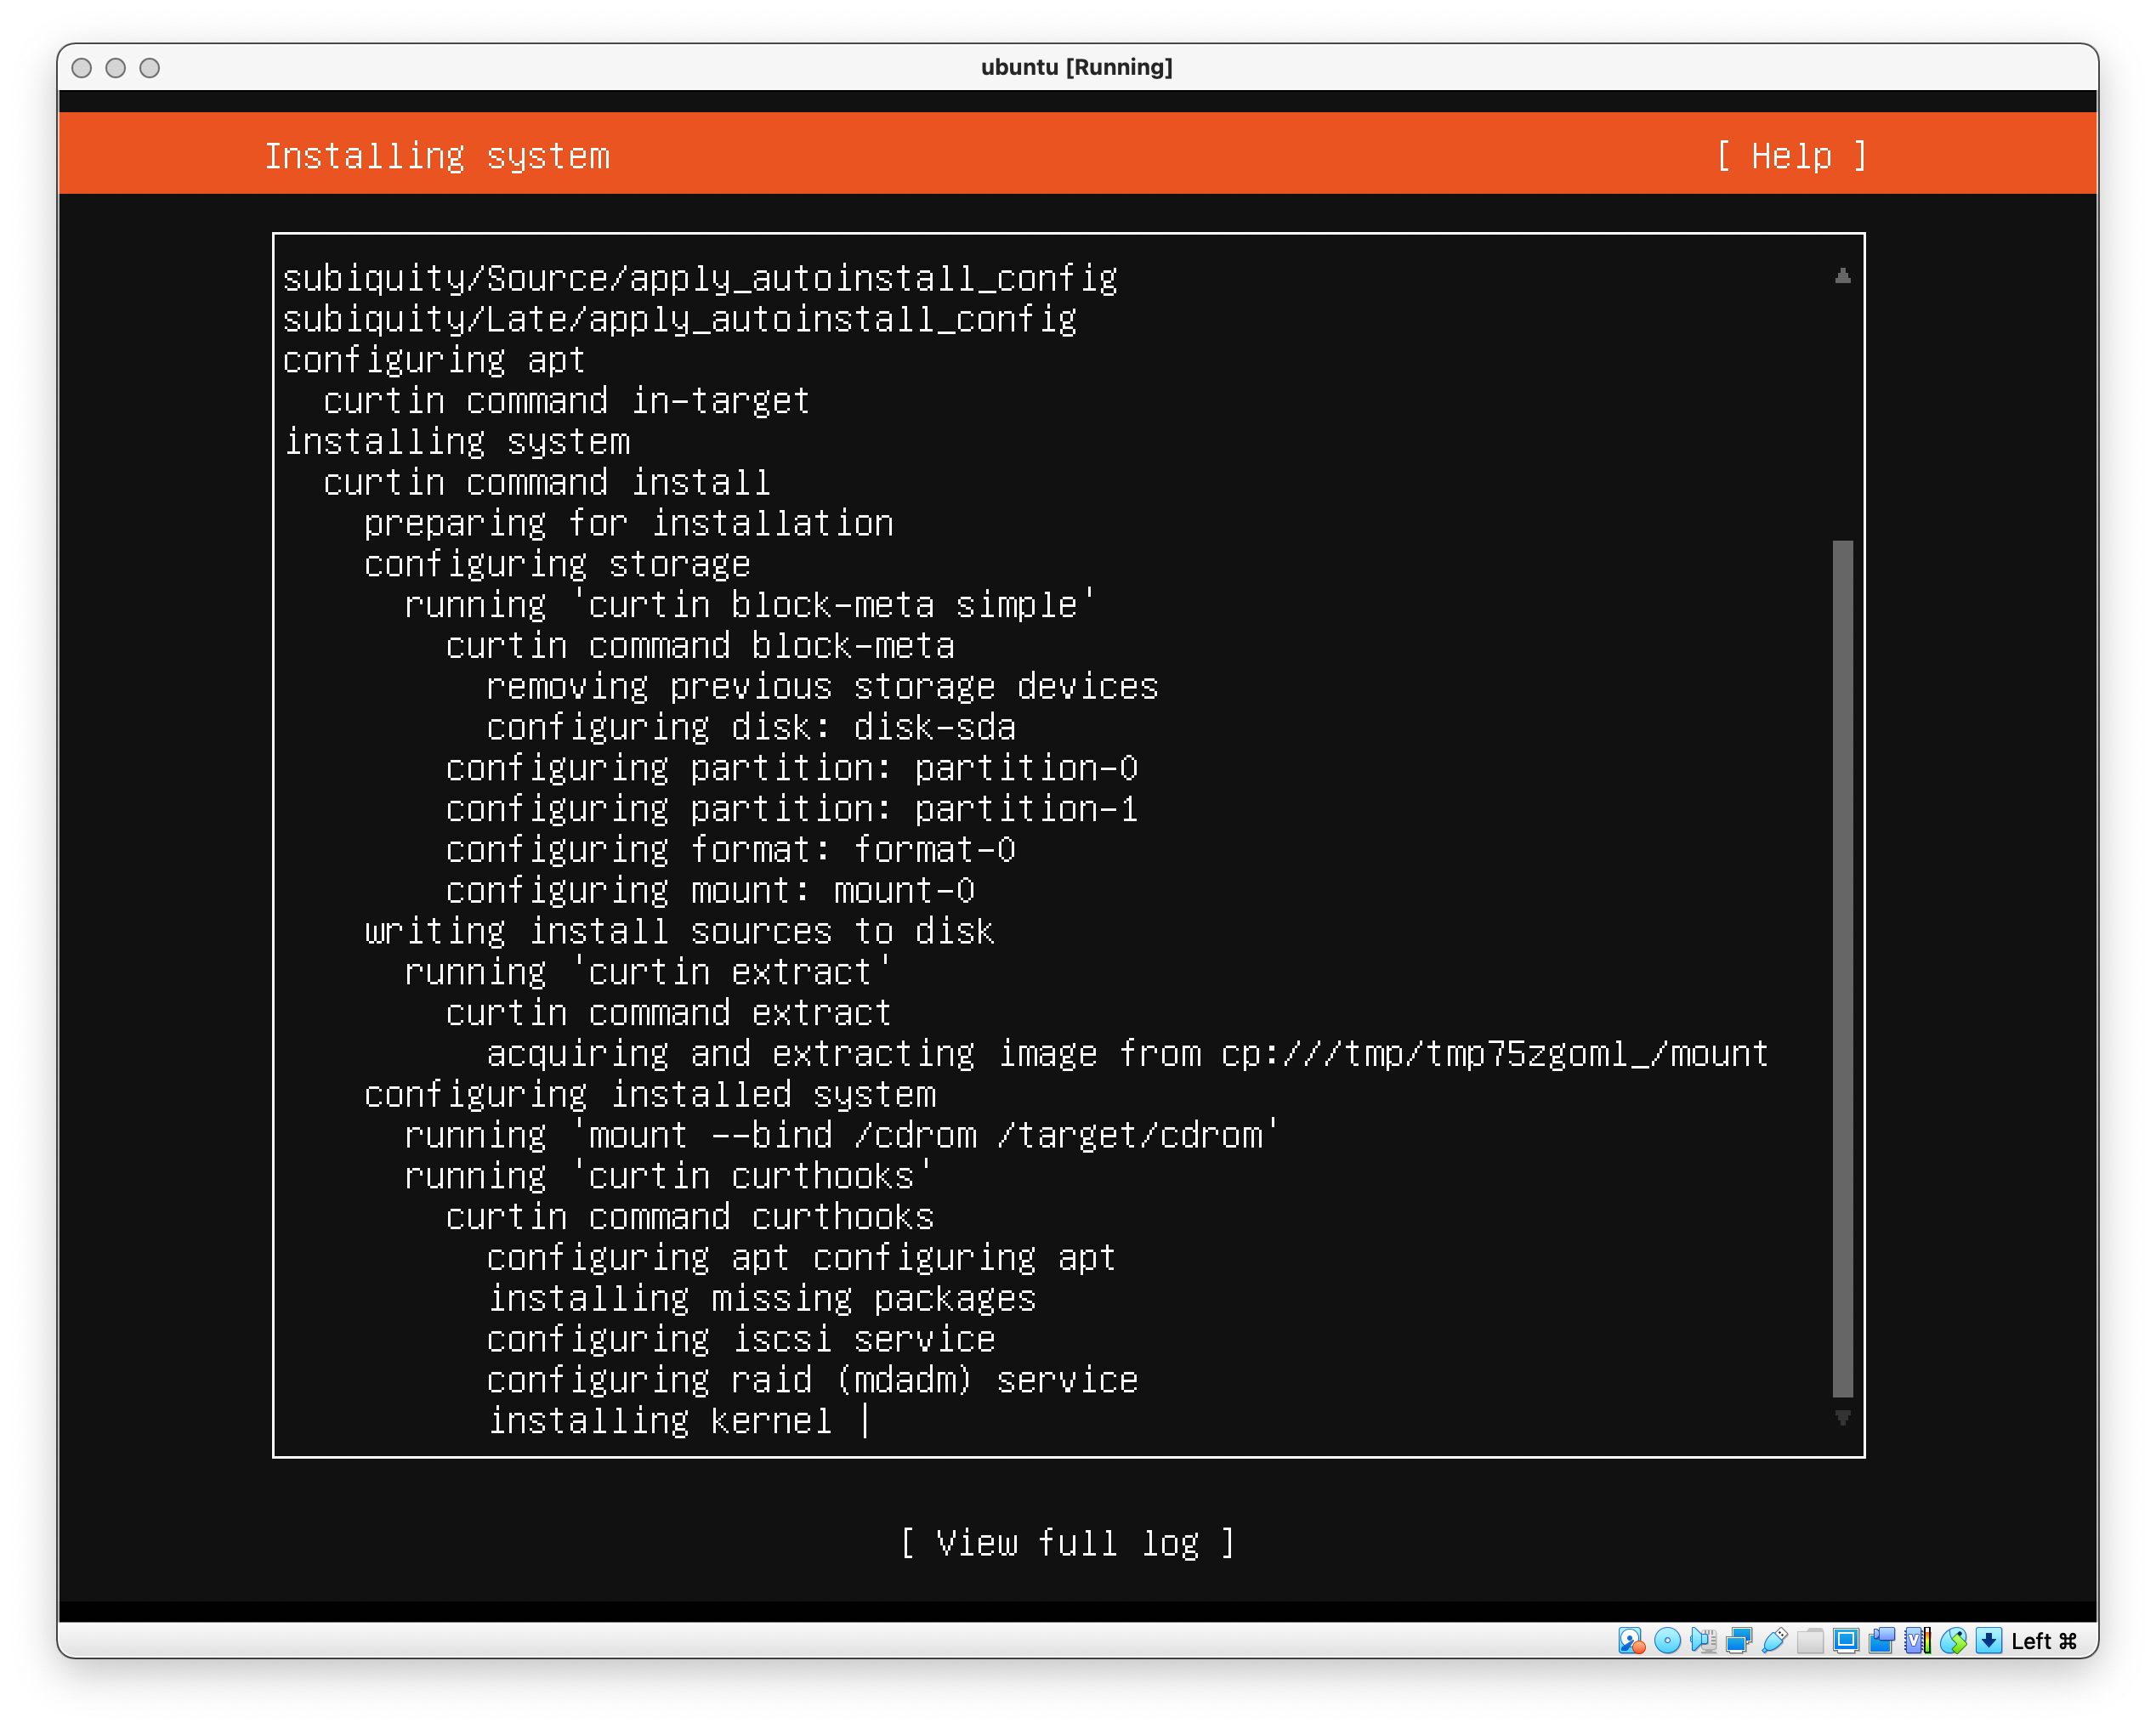 ubuntu [Running]
Installing system [ Help ]
subiquity/Source/apply_autoinstall_config
subiquity/Late/apply_autoinstall_config
configuring apt
curtin command in-target
installing system
curtin command install
preparing for installation
configuring storage
running 'curtin block-meta simple'
curtin command block-meta
removing previous storage devices
configuring disk: disk-sda
configuring partition: partition-0
configuring partition: partition-1
configuring format: format-0
configuring mount: mount-0
writing install sources to disk
running 'curtin extract'
curtin command extract
acquiring and extracting image from cp:///tmp/tmp75zgoml_/mount
configuring installed system
running 'mount --bind /cdrom /target/cdrom'
running 'curtin curthooks'
curtin command curthooks
configuring apt configuring apt
installing missing packages
configuring iscsi service
configuring raid (mdadm) service
installing kernel |
[ View full log ]
Left ⌘